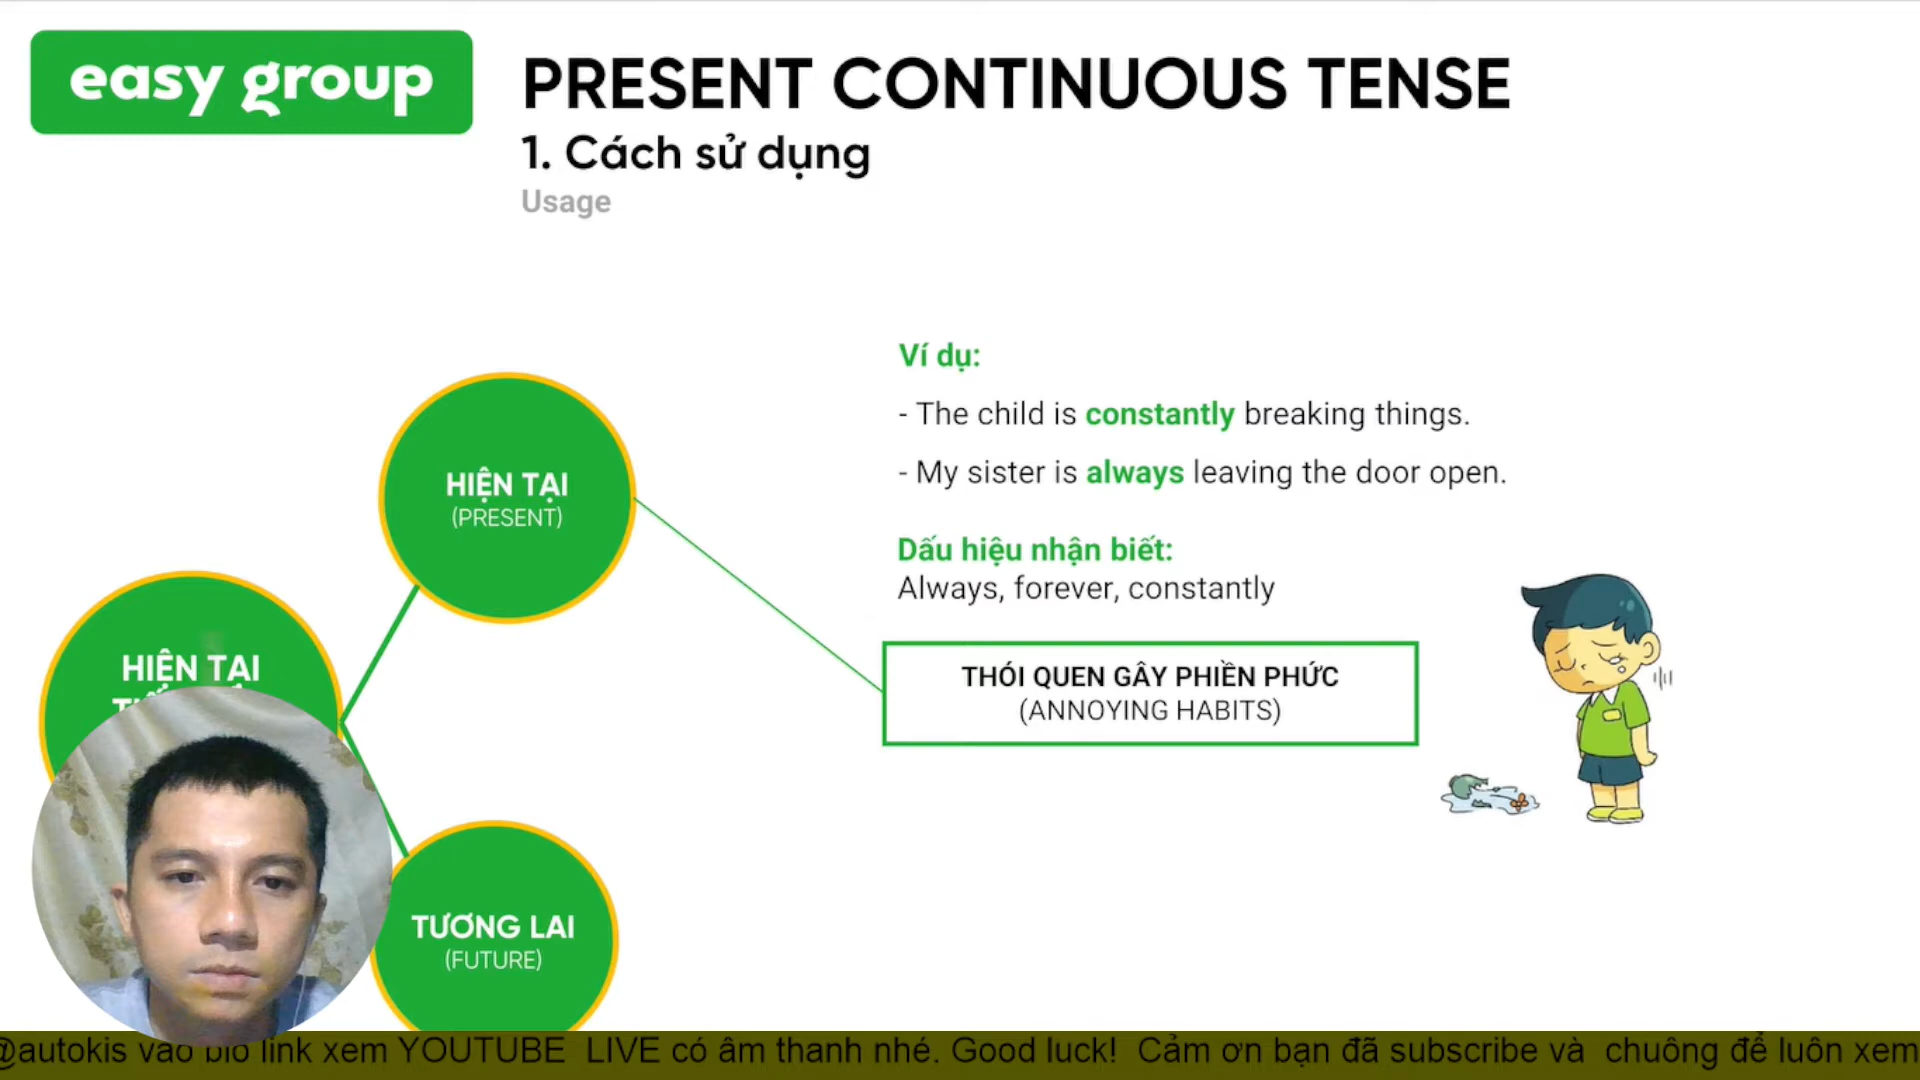 easy group
PRESENT CONTINUOUS TENSE
1. Cách sử dụng
Usage
Ví dụ:
- The child is constantly breaking things.
- My sister is always leaving the door open.
Dấu hiệu nhận biết:
Always, forever, constantly
THÓI QUEN GÂY PHIỀN PHỨC
(ANNOYING HABITS)
HIỆN TẠI
(PRESENT)
HIỆN TẠI
TƯƠNG LAI
(FUTURE)
@autokis vào bio link xem YOUTUBE LIVE có âm thanh nhé. Good luck! Cảm ơn bạn đã subscribe và chuông để luôn xem